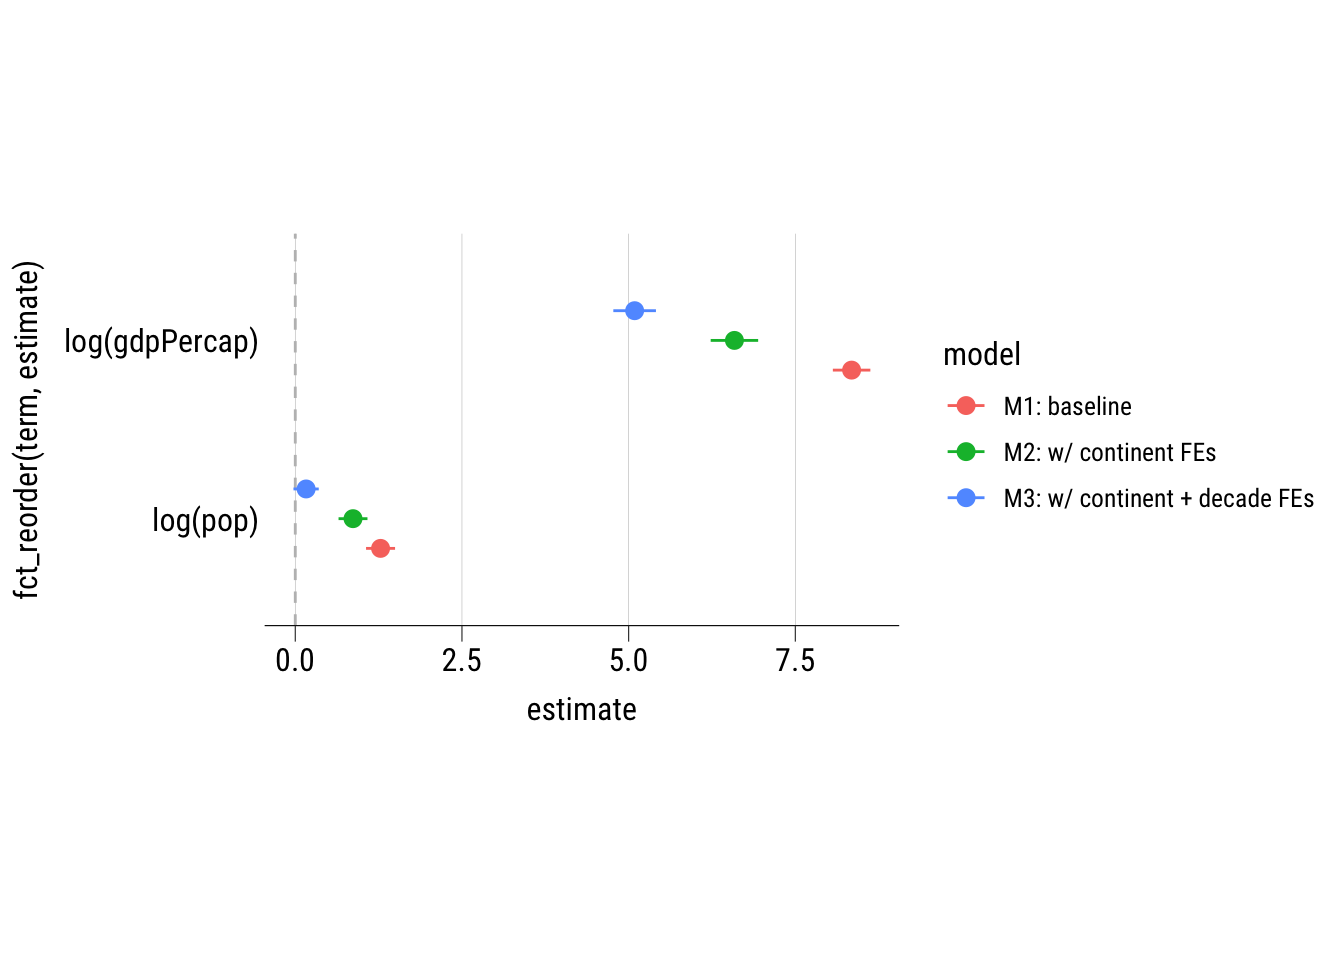 fct_reorder(term, estimate)
log(gdpPercap)
log(pop)
0.0 2.5 5.0 7.5
estimate
model
M1: baseline
M2: w/ continent FEs
M3: w/ continent + decade FEs